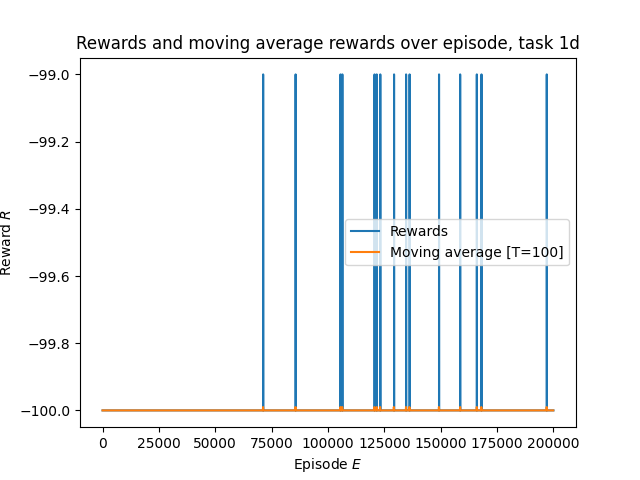 Rewards and moving average rewards over episode, task 1d
Reward R
−99.0
−99.2
−99.4
−99.6
−99.8
−100.0
Rewards
Moving average [T=100]
0 25000 50000 75000 100000 125000 150000 175000 200000
Episode E